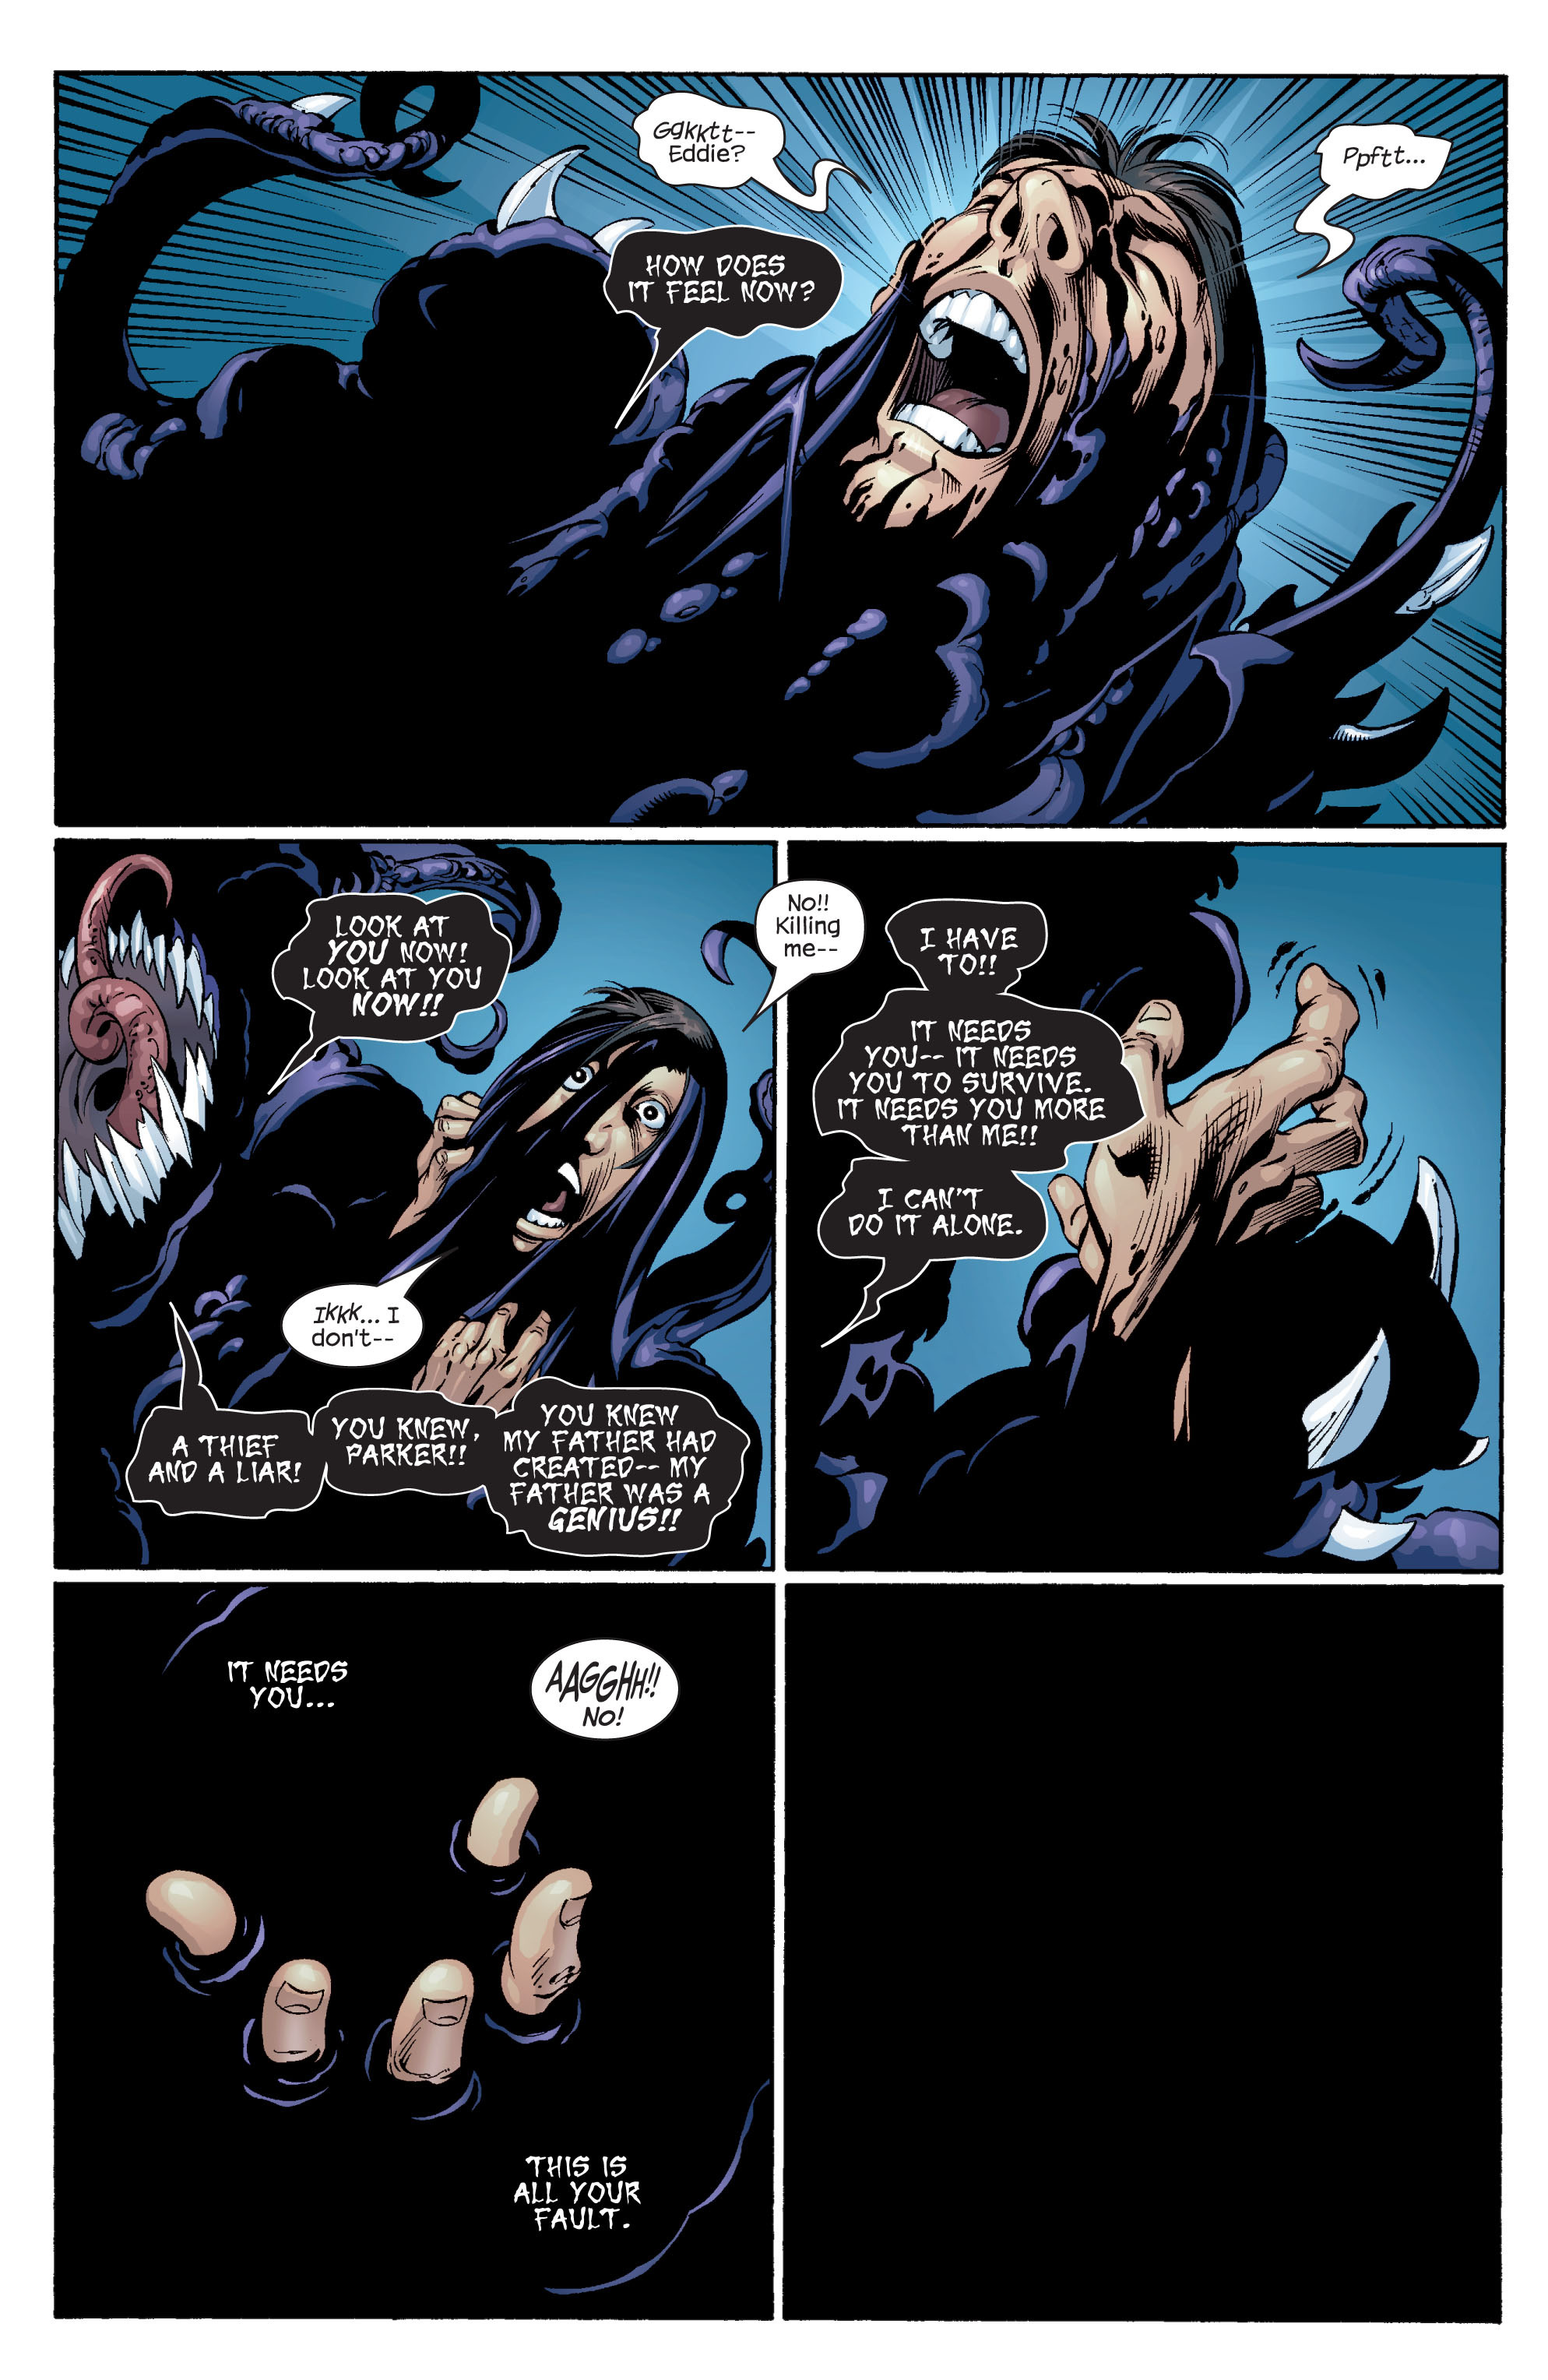 Ggkktt--
Eddie?
HOW DOES
IT FEEL NOW?
Ppftt...
LOOK AT
YOU NOW!
LOOK AT YOU
NOW!!
Ikkk... I
don't--
A THIEF
AND A LIAR!
YOU KNEW,
PARKER!!
YOU KNEW
MY FATHER HAD
CREATED-- MY
FATHER WAS A
GENIUS!!
No!!
Killing
me--
I HAVE
TO!!
IT NEEDS
YOU-- IT NEEDS
YOU TO SURVIVE.
IT NEEDS YOU MORE
THAN ME!!
I CAN'T
DO IT ALONE.
IT NEEDS
YOU...
AAGGHH!!
No!
THIS IS
ALL YOUR
FAULT.